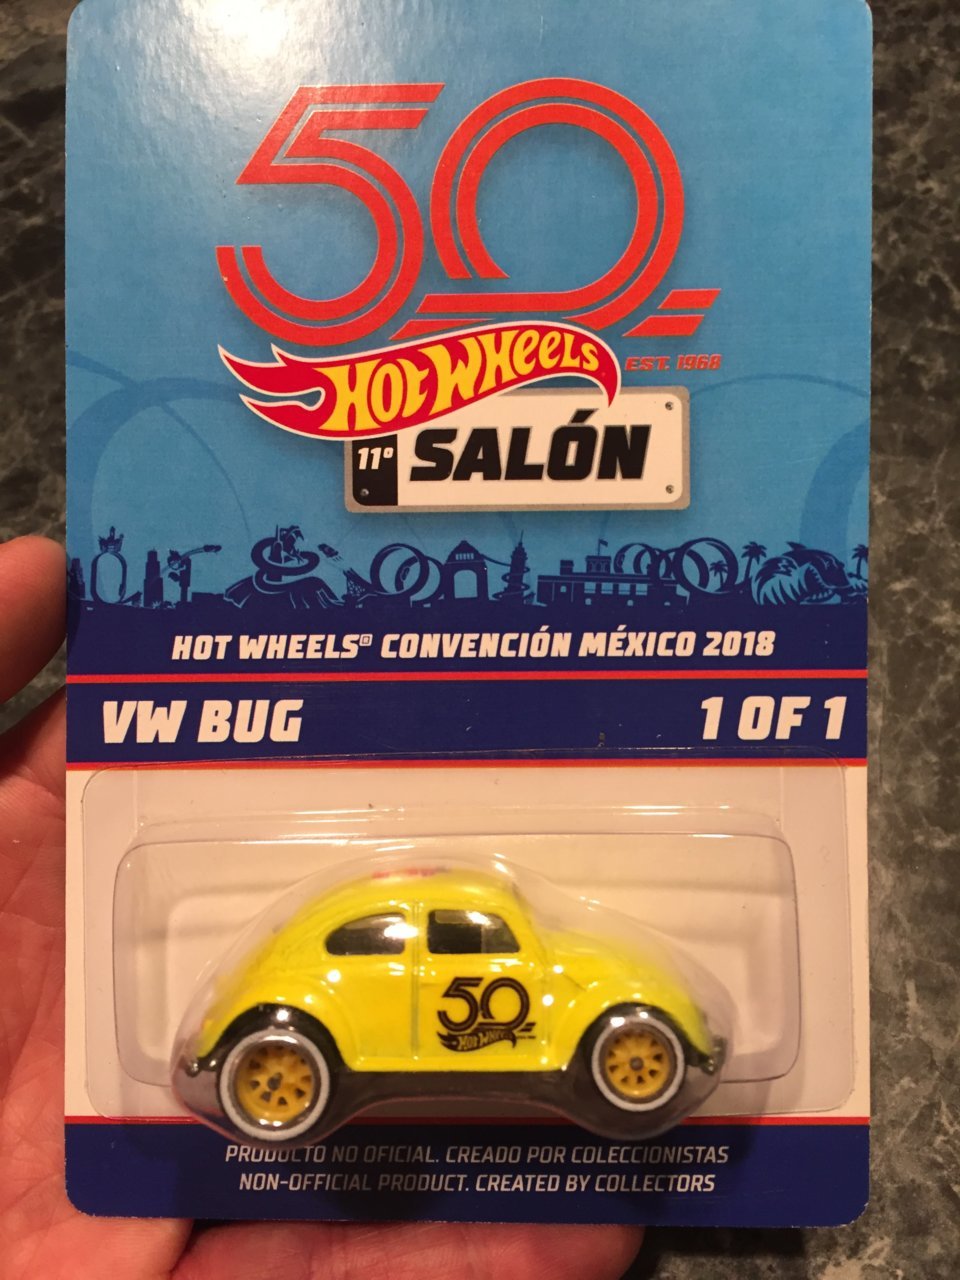 50
Hot Wheels
EST. 1968
11º SALÓN
HOT WHEELS® CONVENCIÓN MÉXICO 2018
VW BUG
1 OF 1
50
Hot Wheels
PRODUCTO NO OFICIAL. CREADO POR COLECCIONISTAS
NON-OFFICIAL PRODUCT. CREATED BY COLLECTORS